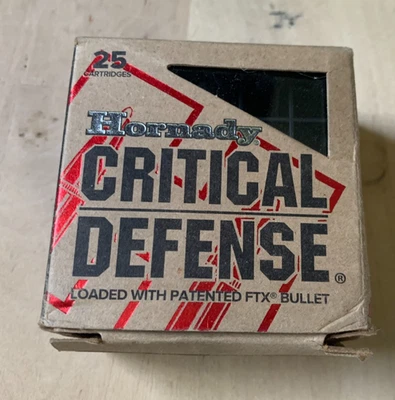 25
CARTRIDGES
Hornady
CRITICAL
DEFENSE®
LOADED WITH PATENTED FTX® BULLET